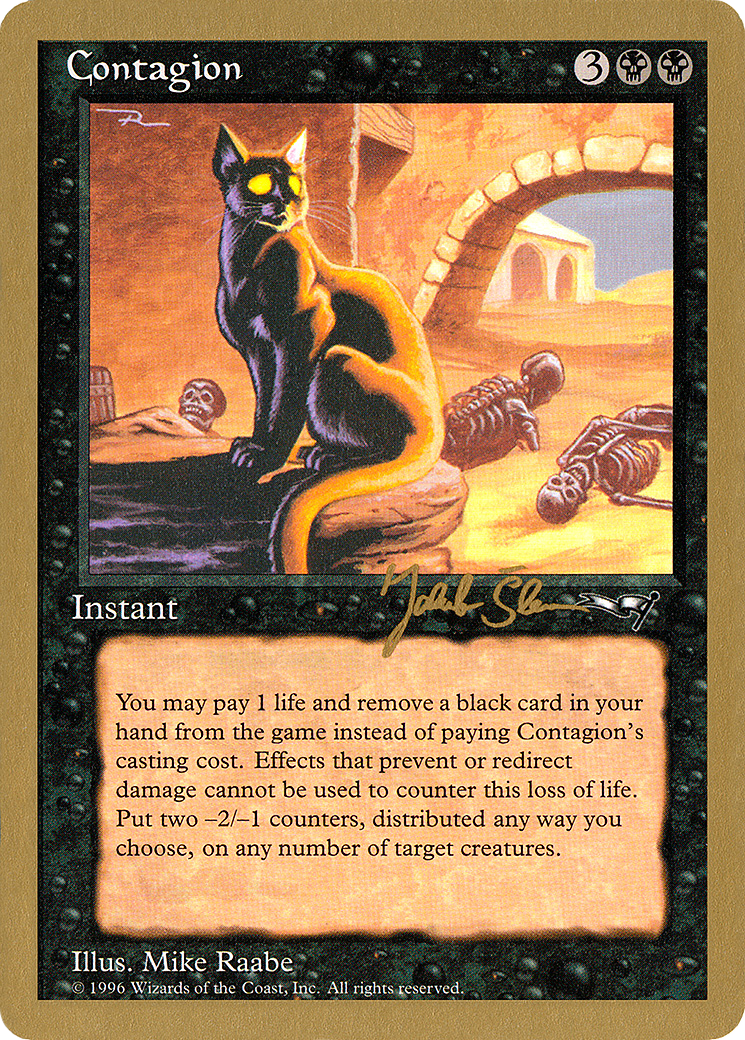 Contagion 3
R
Instant
Jakub Šlem
You may pay 1 life and remove a black card in your
hand from the game instead of paying Contagion's
casting cost. Effects that prevent or redirect
damage cannot be used to counter this loss of life.
Put two –2/–1 counters, distributed any way you
choose, on any number of target creatures.
Illus. Mike Raabe
© 1996 Wizards of the Coast, Inc. All rights reserved.